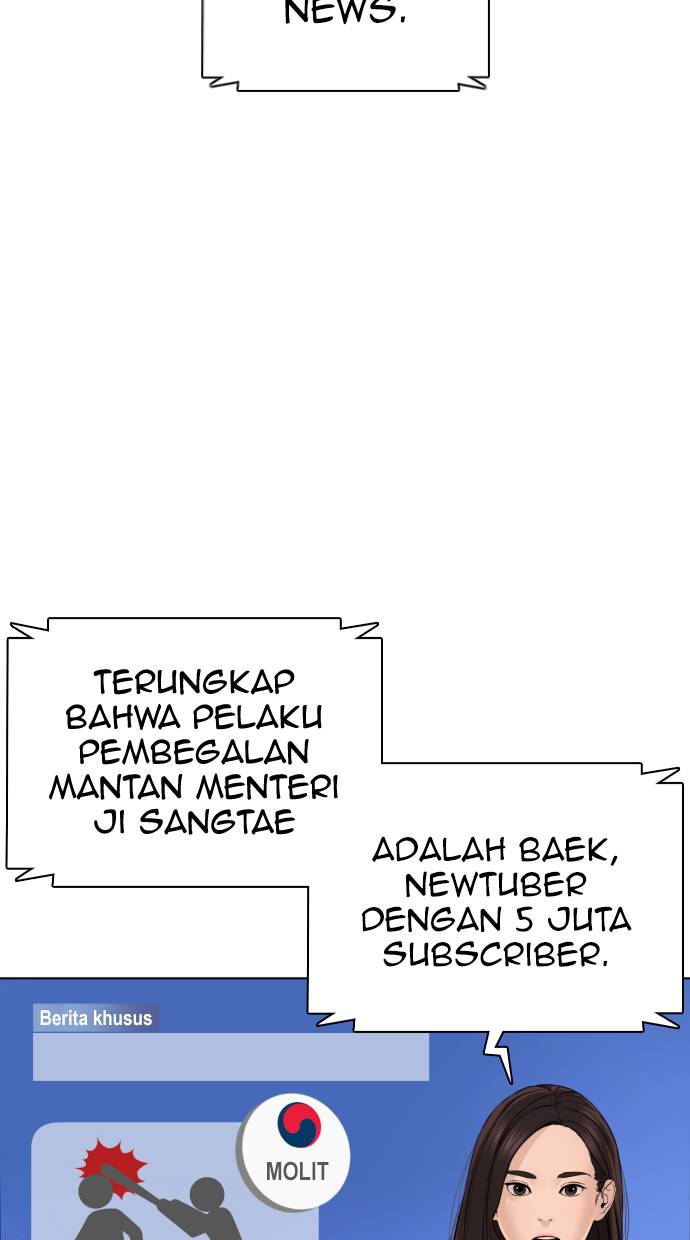 NEWS.
TERUNGKAP
BAHWA PELAKU
PEMBEGALAN
MANTAN MENTERI
JI SANGTAE
ADALAH BAEK,
NEWTUBER
DENGAN 5 JUTA
SUBSCRIBER.
Berita khusus
MOLIT